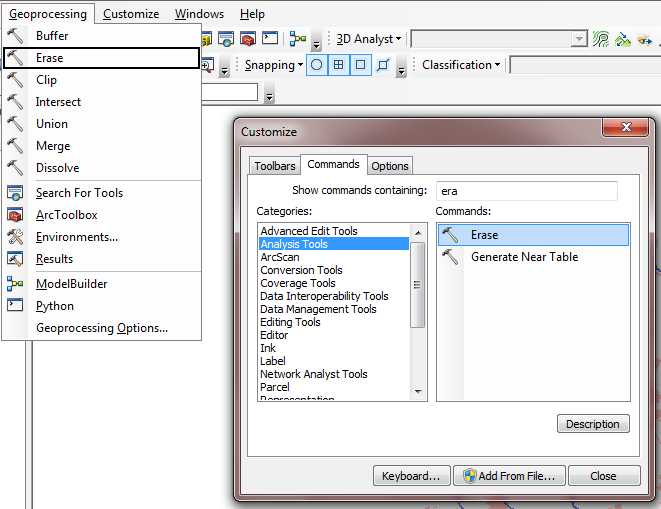 Geoprocessing Customize Windows Help
Buffer
Erase
Clip
Intersect
Union
Merge
Dissolve
Search For Tools
ArcToolbox
Environments...
Results
ModelBuilder
Python
Geoprocessing Options...
3D Analyst
Snapping
Classification
Customize
Toolbars Commands Options
Show commands containing: era
Categories:
Advanced Edit Tools
Analysis Tools
ArcScan
Conversion Tools
Coverage Tools
Data Interoperability Tools
Data Management Tools
Editing Tools
Editor
Ink
Label
Network Analyst Tools
Parcel
Representation
Commands:
Erase
Generate Near Table
Description
Keyboard... Add From File... Close